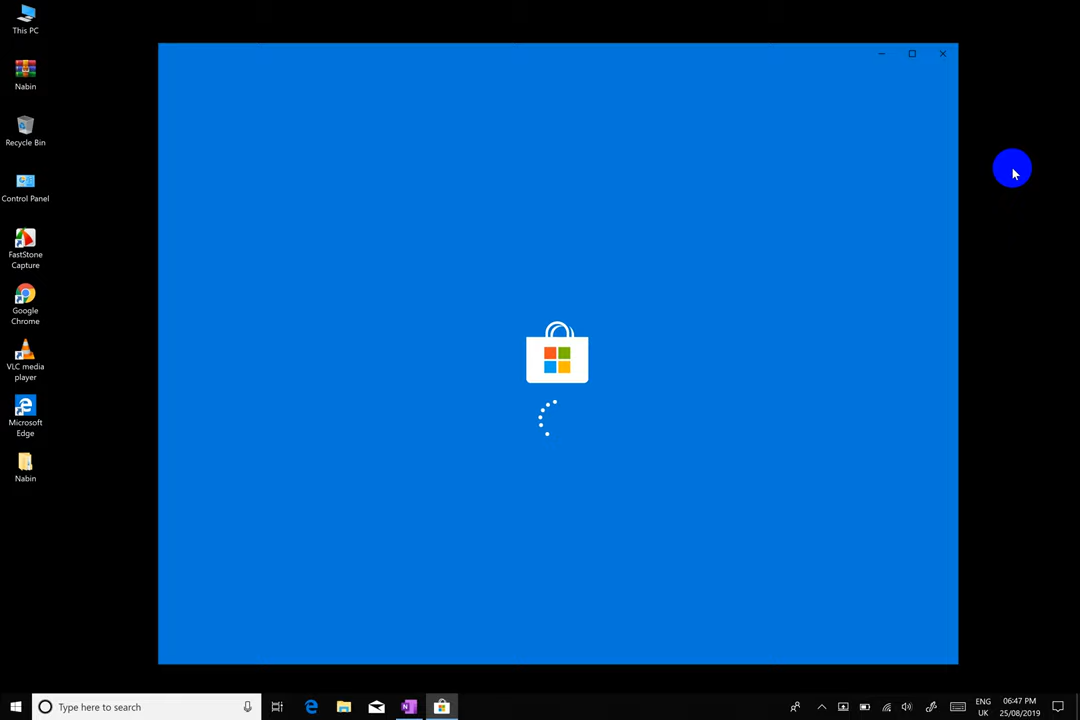 This PC
Nabin
Recycle Bin
Control Panel
FastStone
Capture
Google
Chrome
VLC media
player
Microsoft
Edge
Nabin
Type here to search
ENG
UK
06:47 PM
25/08/2019